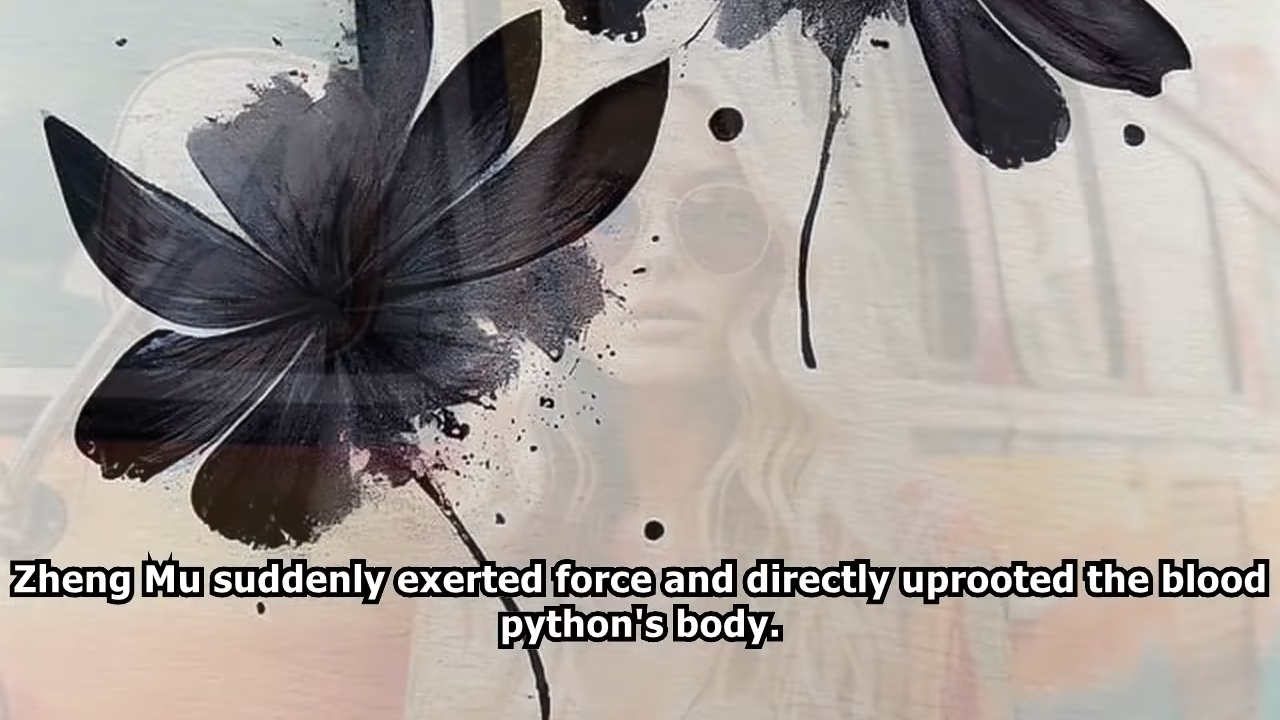 Zheng Mu suddenly exerted force and directly uprooted the blood
python's body.